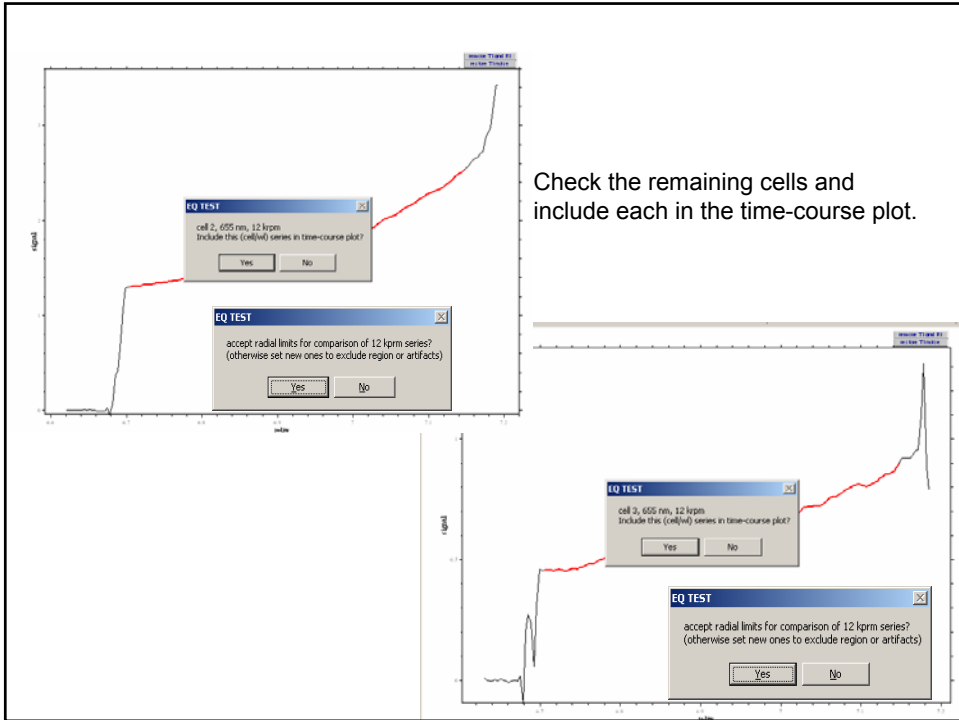 Check the remaining cells and
include each in the time-course plot.
EQ TEST
cell 2, 655 nm, 12 krpm
Include this (cell/wl) series in time-course plot?
Yes
No
EQ TEST
accept radial limits for comparison of 12 kprm series?
(otherwise set new ones to exclude region or artifacts)
Yes
No
signal
EQ TEST
cell 3, 655 nm, 12 krpm
Include this (cell/wl) series in time-course plot?
Yes
No
EQ TEST
accept radial limits for comparison of 12 kprm series?
(otherwise set new ones to exclude region or artifacts)
Yes
No
signal